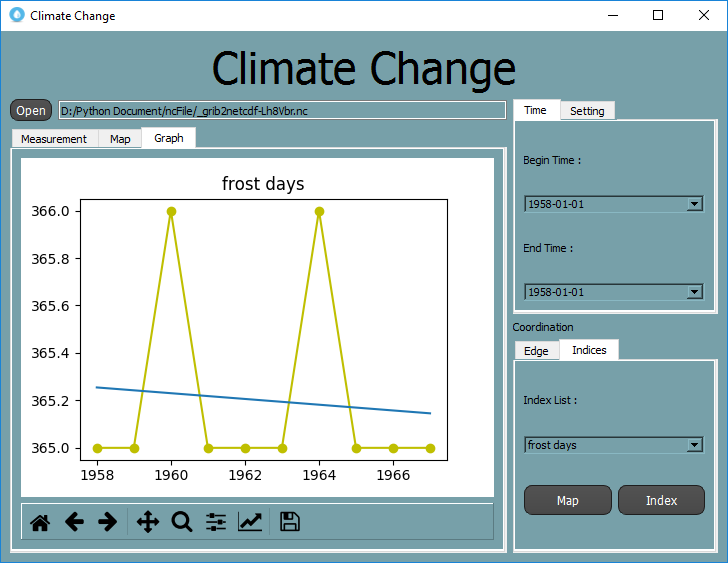 Climate Change
Climate Change
Open D:/Python Document/ncFile/_grib2netcdf-Lh8Vbr.nc
Measurement Map Graph
frost days
366.0
365.8
365.6
365.4
365.2
365.0
1958 1960 1962 1964 1966
Time Setting
Begin Time :
1958-01-01
End Time :
1958-01-01
Coordination
Edge Indices
Index List :
frost days
Map Index